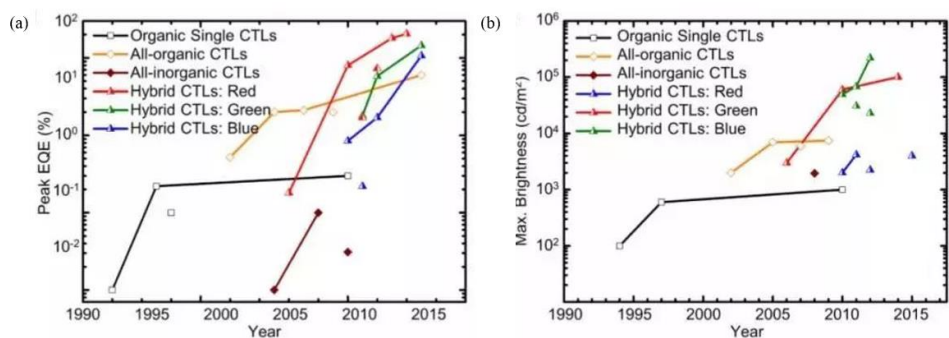 (a)
Peak EQE (%)
10²
10¹
10⁰
10⁻¹
10⁻²
Organic Single CTLs
All-organic CTLs
All-inorganic CTLs
Hybrid CTLs: Red
Hybrid CTLs: Green
Hybrid CTLs: Blue
1990 1995 2000 2005 2010 2015
Year
(b)
Max. Brightness (cd/m⁻²)
10⁶
10⁵
10⁴
10³
10²
Organic Single CTLs
All-organic CTLs
All-inorganic CTLs
Hybrid CTLs: Red
Hybrid CTLs: Green
Hybrid CTLs: Blue
1990 1995 2000 2005 2010 2015
Year